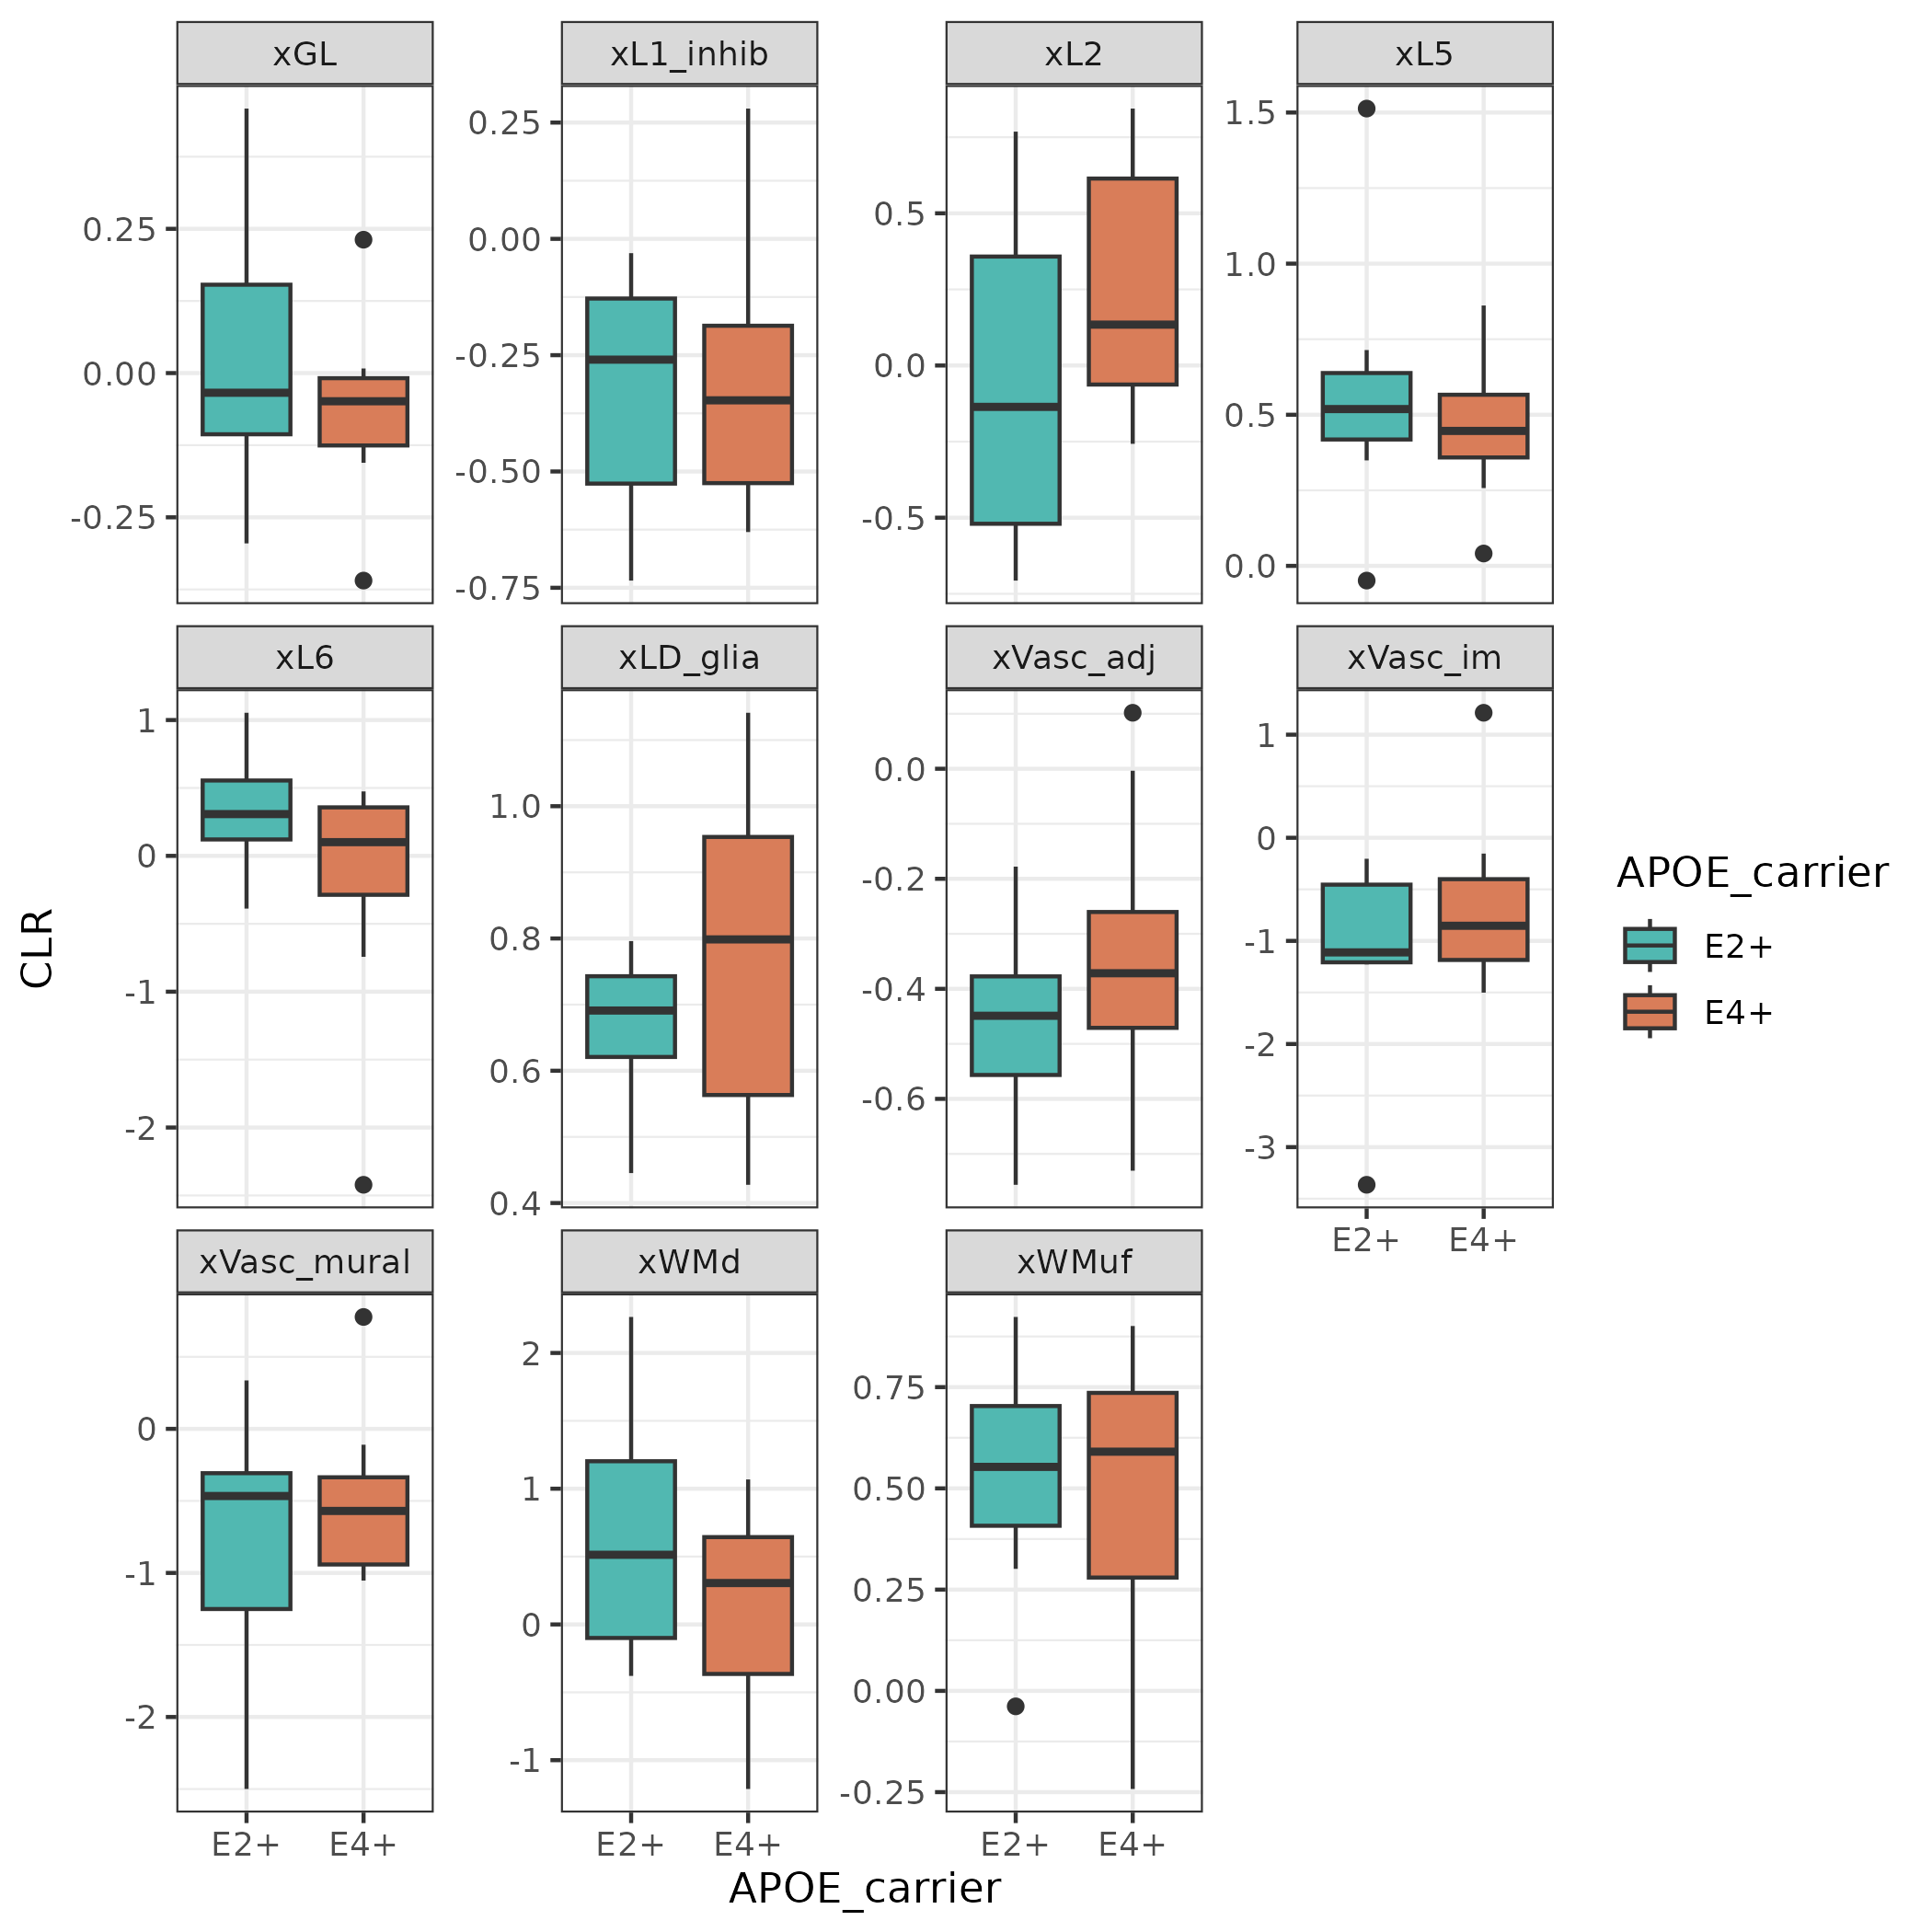 xGL
xL1_inhib
xL2
xL5
0.25
0.00
-0.25
0.25
0.00
-0.25
-0.50
-0.75
0.5
0.0
-0.5
1.5
1.0
0.5
0.0
xL6
xLD_glia
xVasc_adj
xVasc_im
1
0
-1
-2
1.0
0.8
0.6
0.4
0.0
-0.2
-0.4
-0.6
1
0
-1
-2
-3
E2+ E4+
xVasc_mural
xWMd
xWMuf
0
-1
-2
2
1
0
-1
0.75
0.50
0.25
0.00
-0.25
E2+ E4+
E2+ E4+
E2+ E4+
APOE_carrier
CLR
APOE_carrier
E2+
E4+